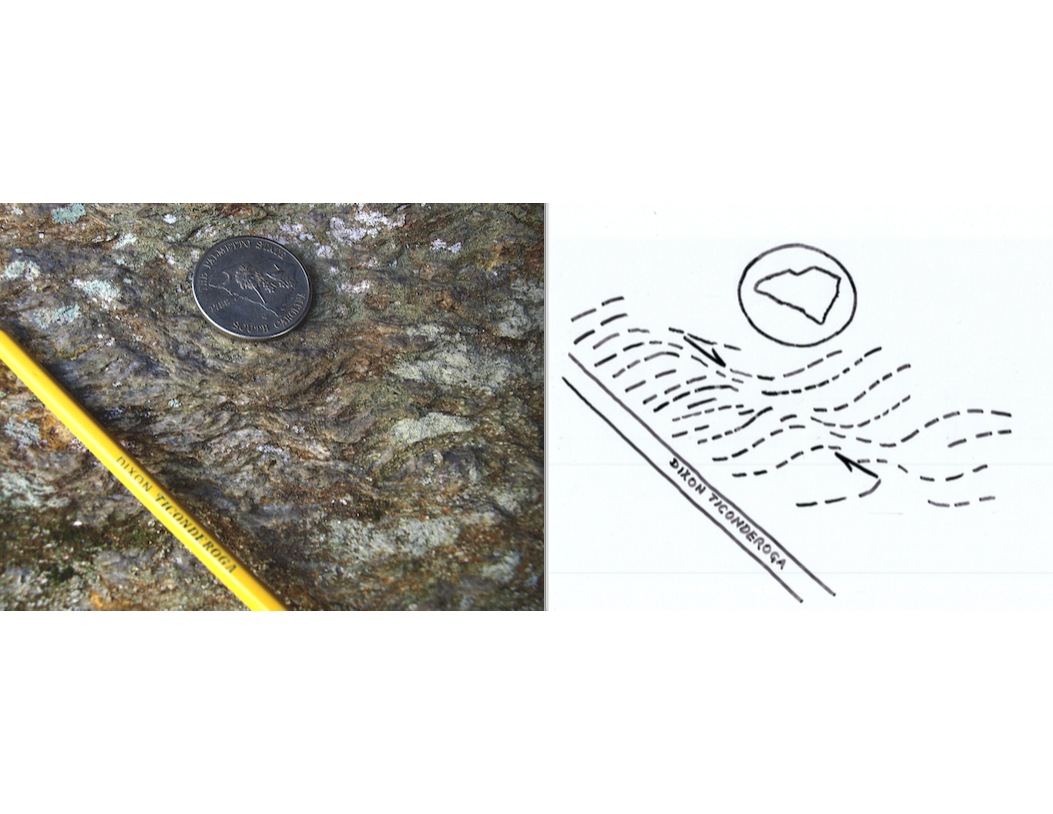 THE PALMETTO STATE
SOUTH CAROLINA
DIXON TICONDEROGA
DIXON TICONDEROGA